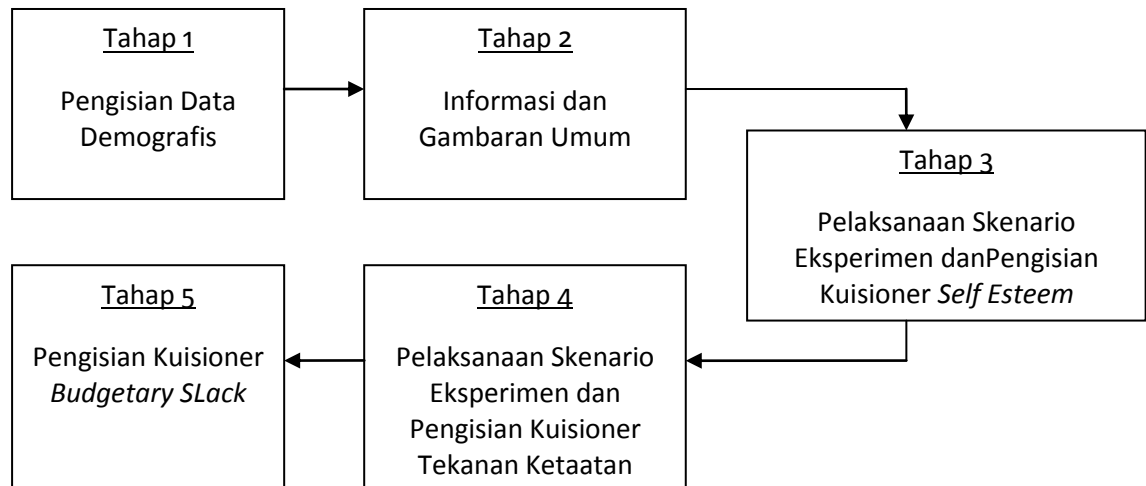 Tahap 1
Pengisian Data
Demografis
Tahap 2
Informasi dan
Gambaran Umum
Tahap 3
Pelaksanaan Skenario
Eksperimen danPengisian
Kuisioner Self Esteem
Tahap 4
Pelaksanaan Skenario
Eksperimen dan
Pengisian Kuisioner
Tekanan Ketaatan
Tahap 5
Pengisian Kuisioner
Budgetary SLack